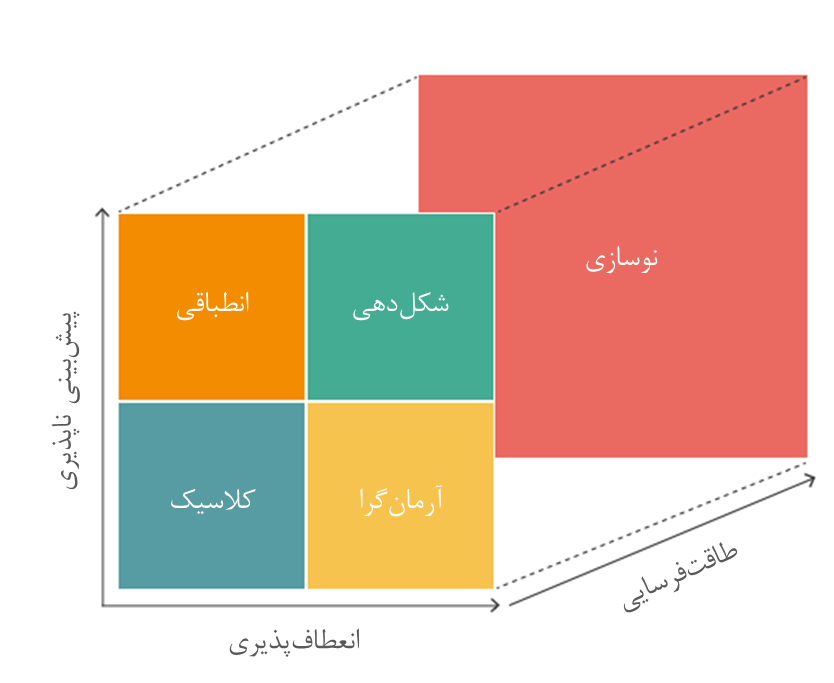 نوسازی
شکل‌دهی
انطباقی
آرمان‌گرا
کلاسیک
پیش‌بینی ناپذیری
انعطاف‌پذیری
طاقت‌فرسایی